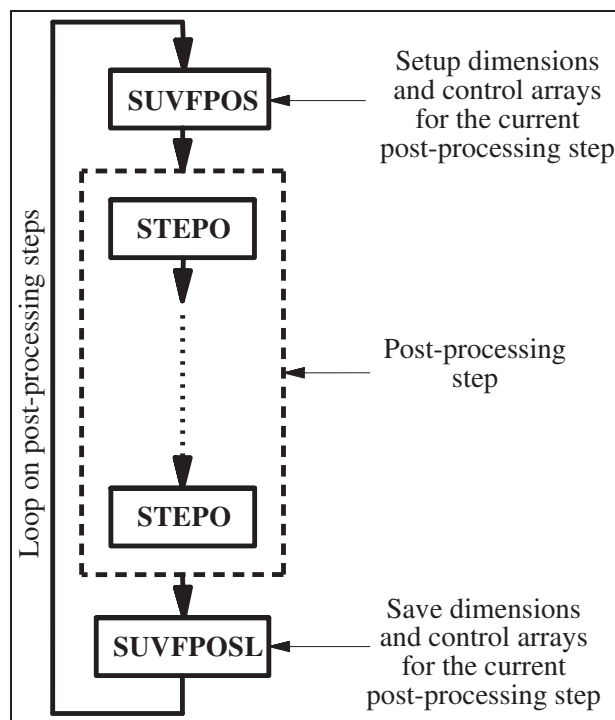 Setup dimensions
and control arrays
for the current
post-processing step
SUVFPOS
STEPO
Loop on post-processing steps
Post-processing
step
STEPO
Save dimensions
and control arrays
for the current
post-processing step
SUVFPOSL